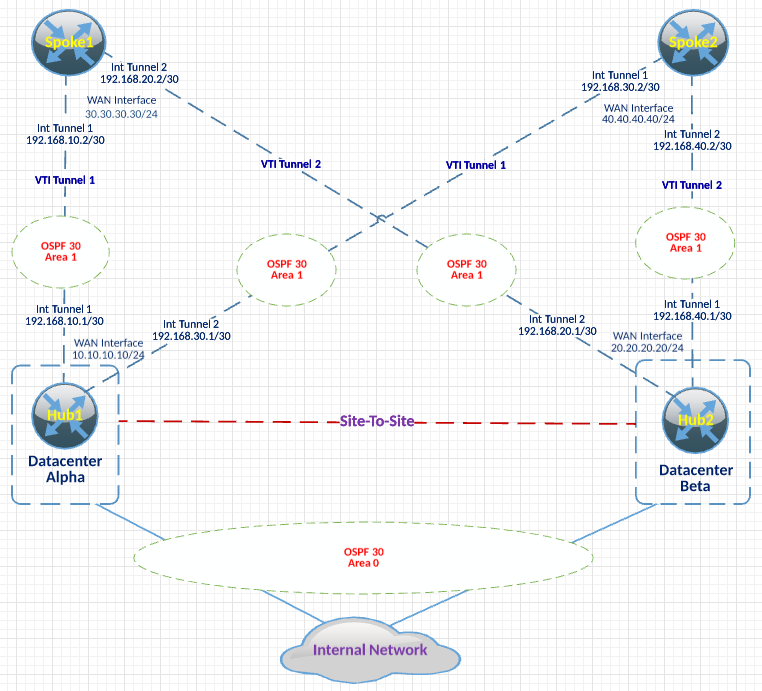 Spoke1
Spoke2
Int Tunnel 2
192.168.20.2/30
Int Tunnel 1
192.168.30.2/30
WAN Interface
30.30.30.30/24
WAN Interface
40.40.40.40/24
Int Tunnel 1
192.168.10.2/30
Int Tunnel 2
192.168.40.2/30
VTI Tunnel 2
VTI Tunnel 1
VTI Tunnel 1
VTI Tunnel 2
OSPF 30
Area 1
OSPF 30
Area 1
OSPF 30
Area 1
OSPF 30
Area 1
Int Tunnel 1
192.168.10.1/30
Int Tunnel 2
192.168.30.1/30
Int Tunnel 2
192.168.20.1/30
Int Tunnel 1
192.168.40.1/30
WAN Interface
10.10.10.10/24
WAN Interface
20.20.20.20/24
Hub1
Site-To-Site
Hub2
Datacenter
Alpha
Datacenter
Beta
OSPF 30
Area 0
Internal Network